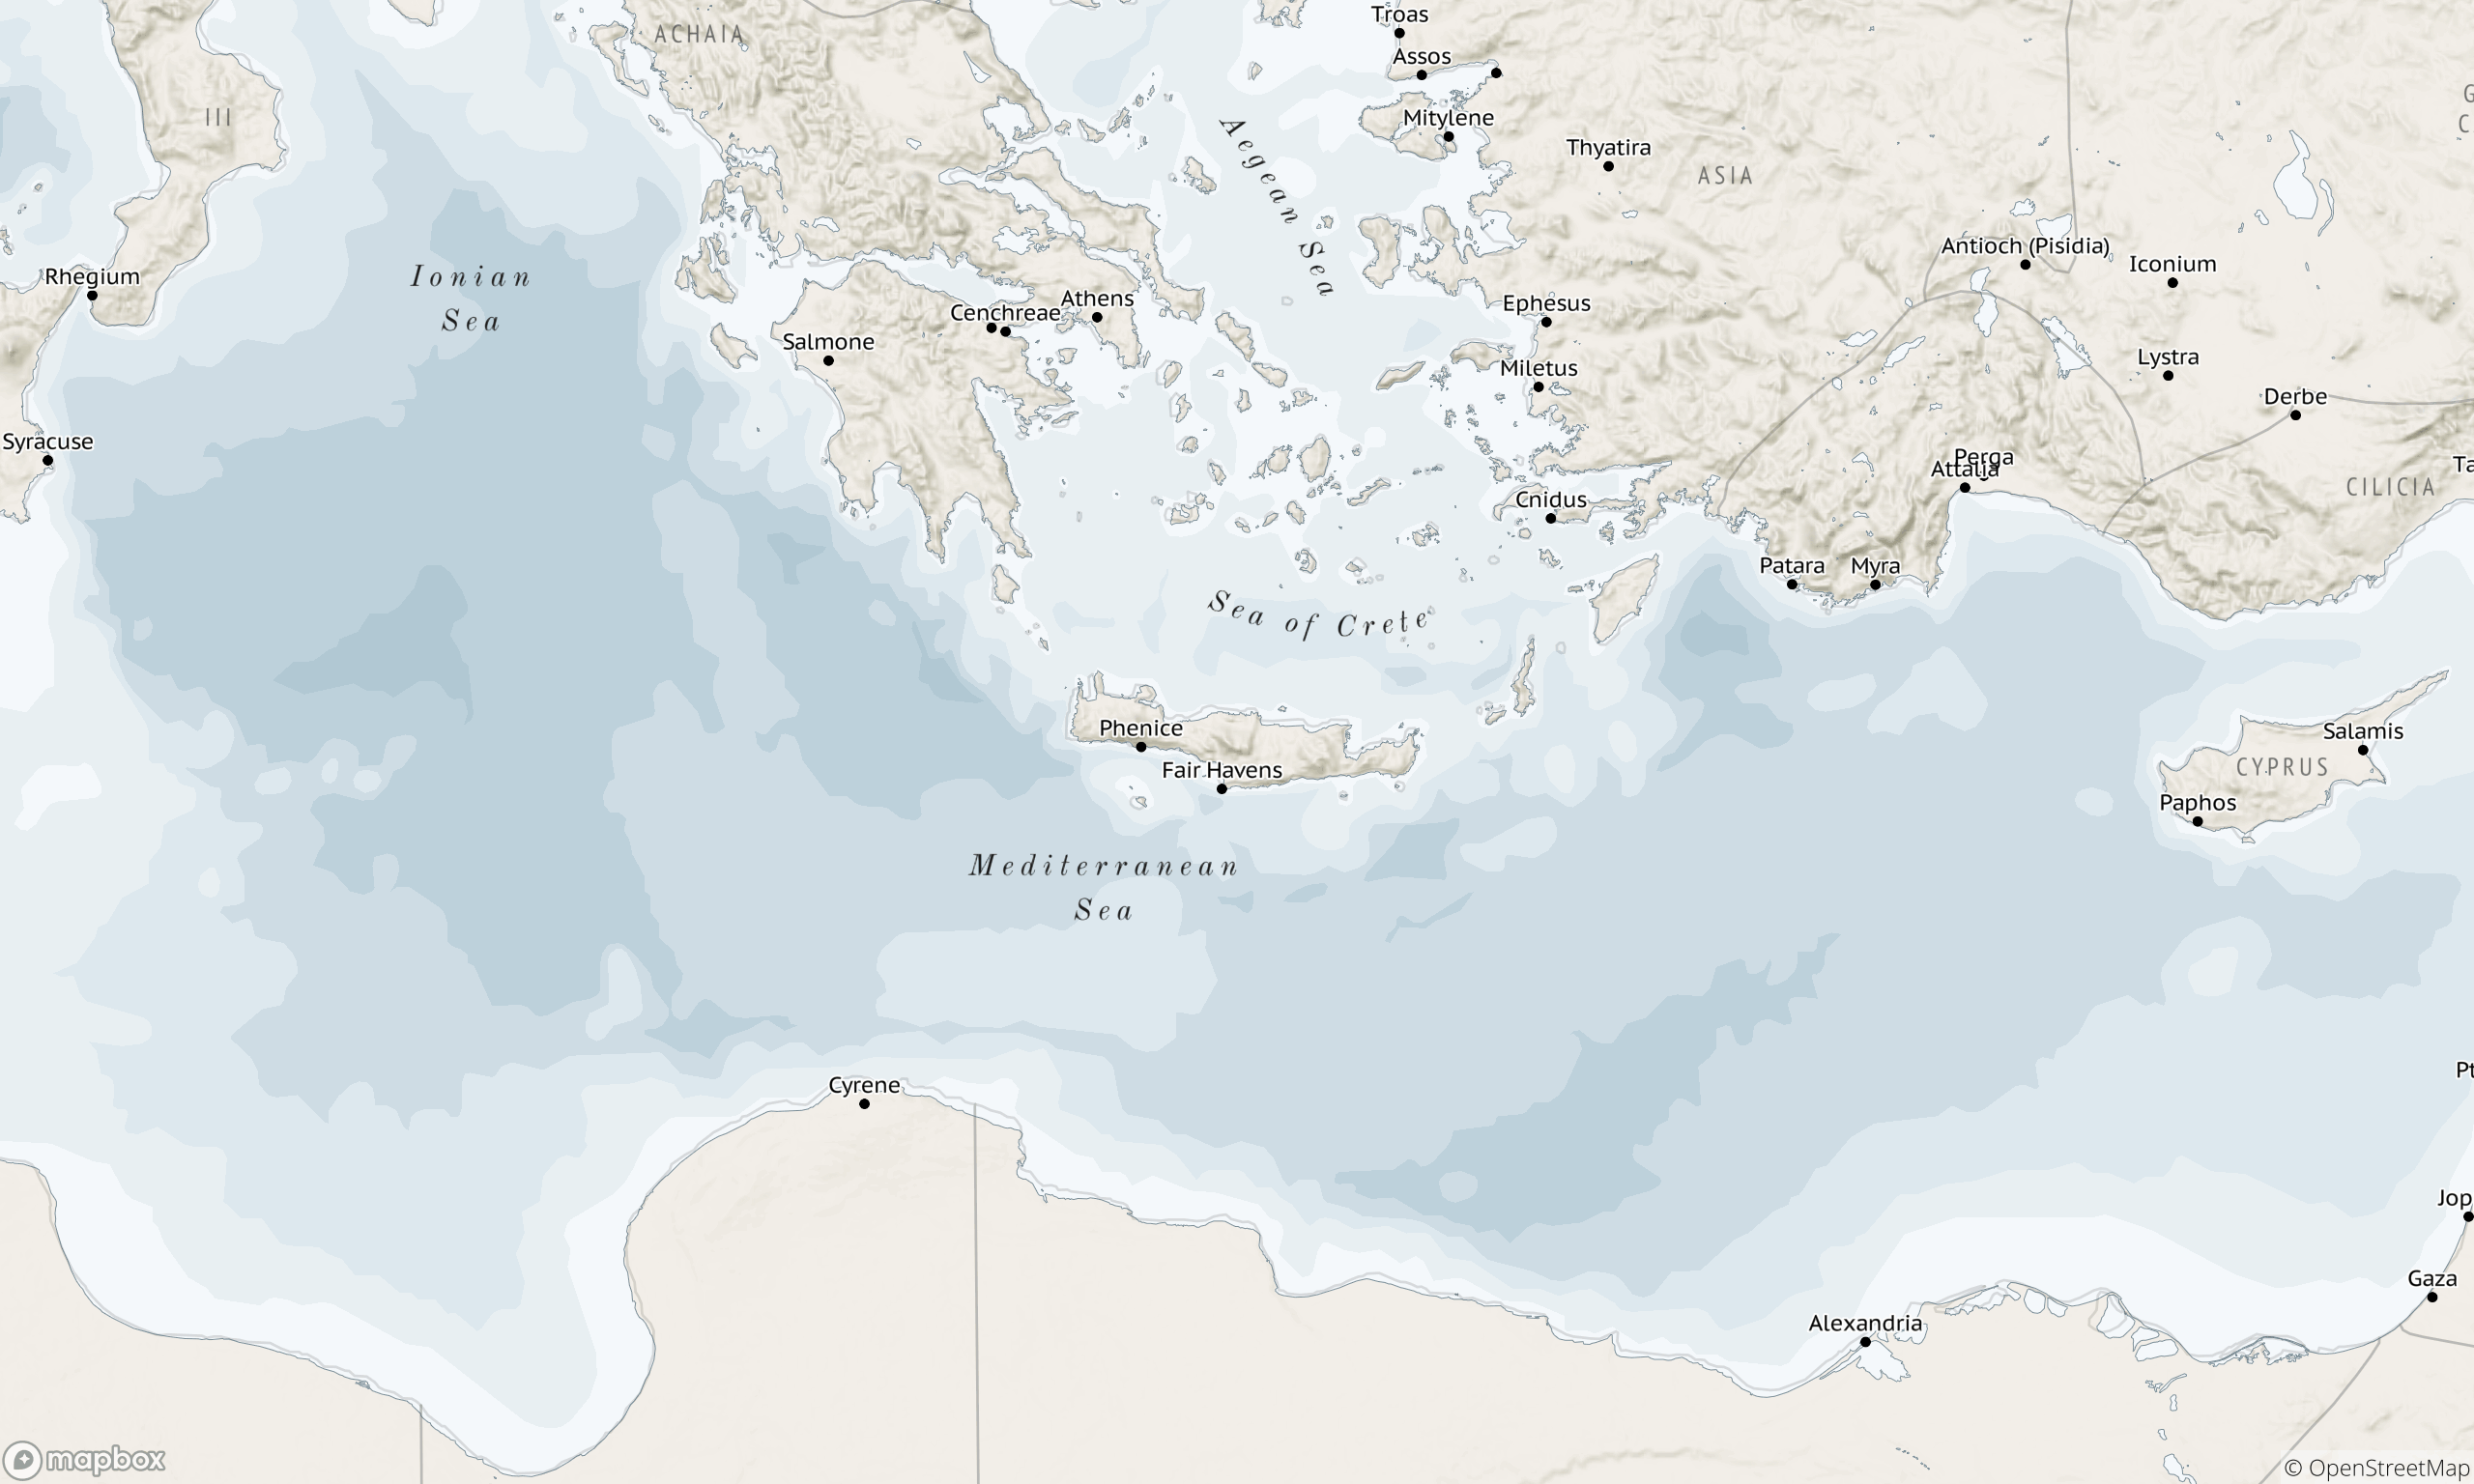 Troas
ACHAIA
Assos
III
Mitylene
Aegean Sea
Thyatira
ASIA
Antioch (Pisidia)
Iconium
Rhegium
Ionian
Sea
Athens
Cenchreae
Ephesus
Salmone
Miletus
Lystra
Derbe
Syracuse
Perga
Attalia
Ta
CILICIA
Cnidus
Patara
Myra
Sea of Crete
Phenice
Salamis
CYPRUS
Fair Havens
Paphos
Mediterranean
Sea
Cyrene
Pt
Jop
Gaza
Alexandria
mapbox
© OpenStreetMap